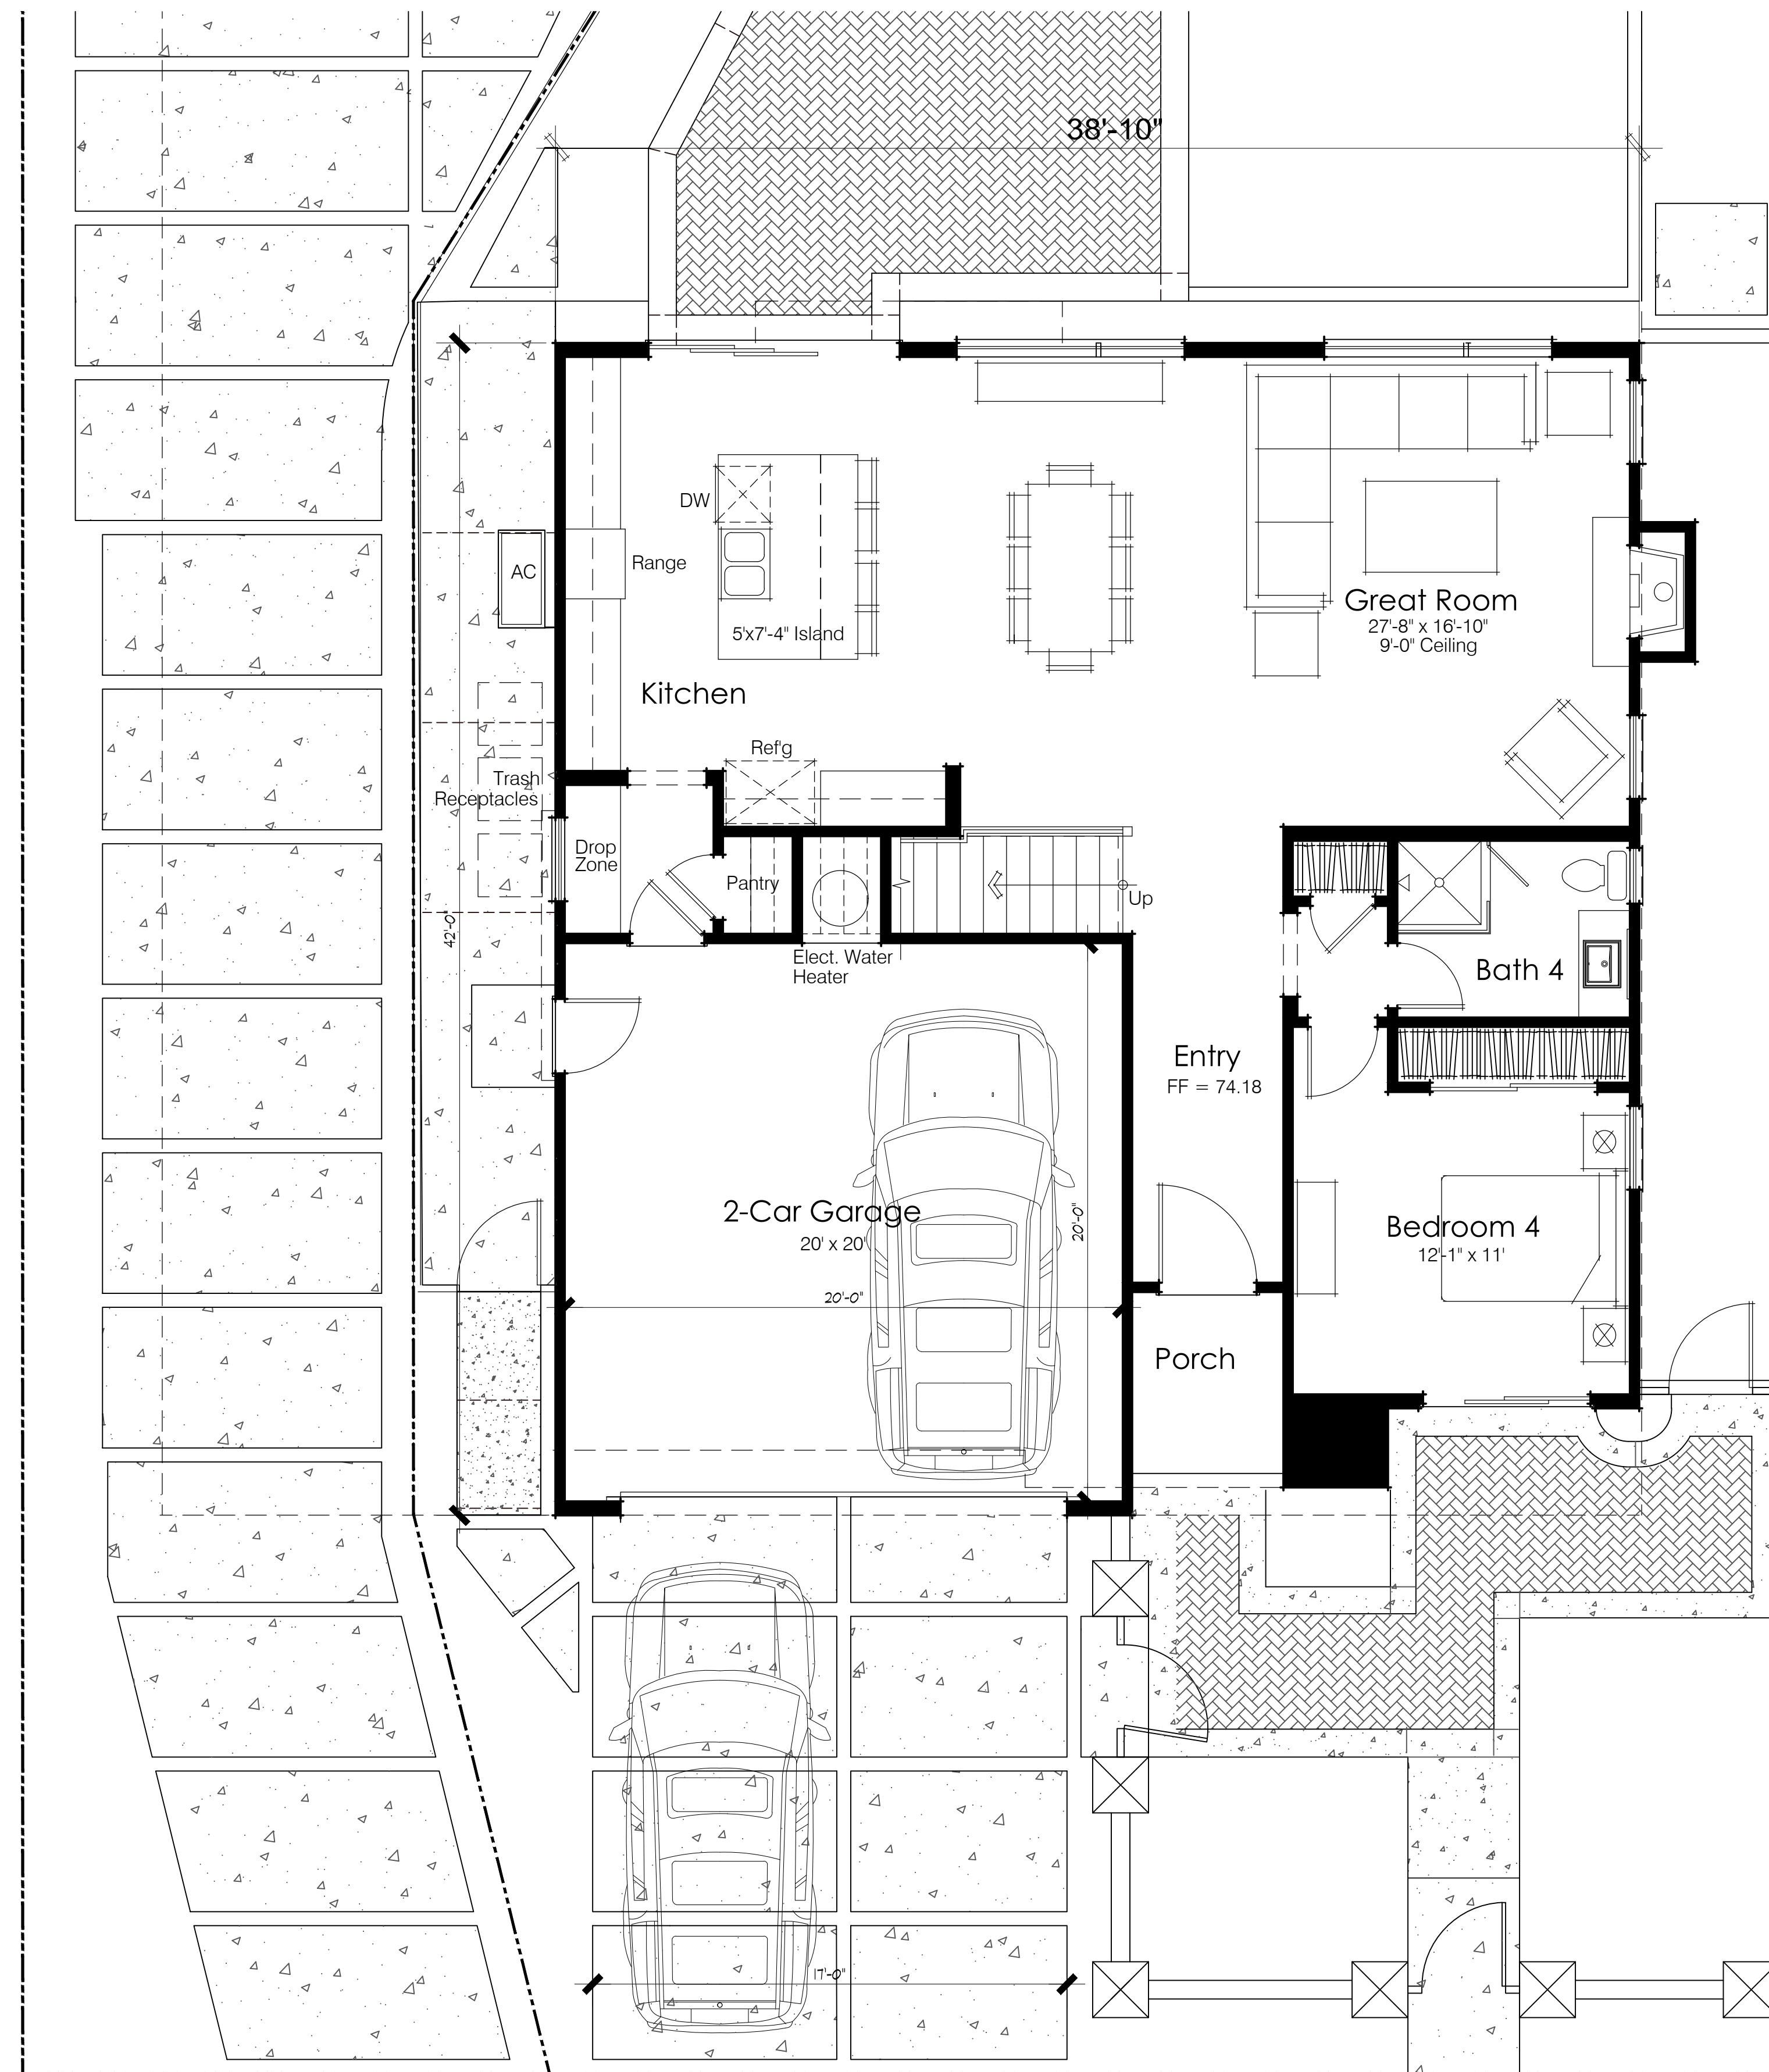 38'-10"
DW
AC
Range
5'x7'-4" Island
Great Room
27'-8" x 16'-10"
9'-0" Ceiling
Kitchen
Ref'g
Trash
Receptacles
Drop
Zone
Pantry
Up
42'-0"
Elect. Water
Heater
Bath 4
Entry
FF = 74.18
2-Car Garage
20' x 20'
20'-0"
20'-0"
Bedroom 4
12'-1" x 11'
Porch
17'-0"